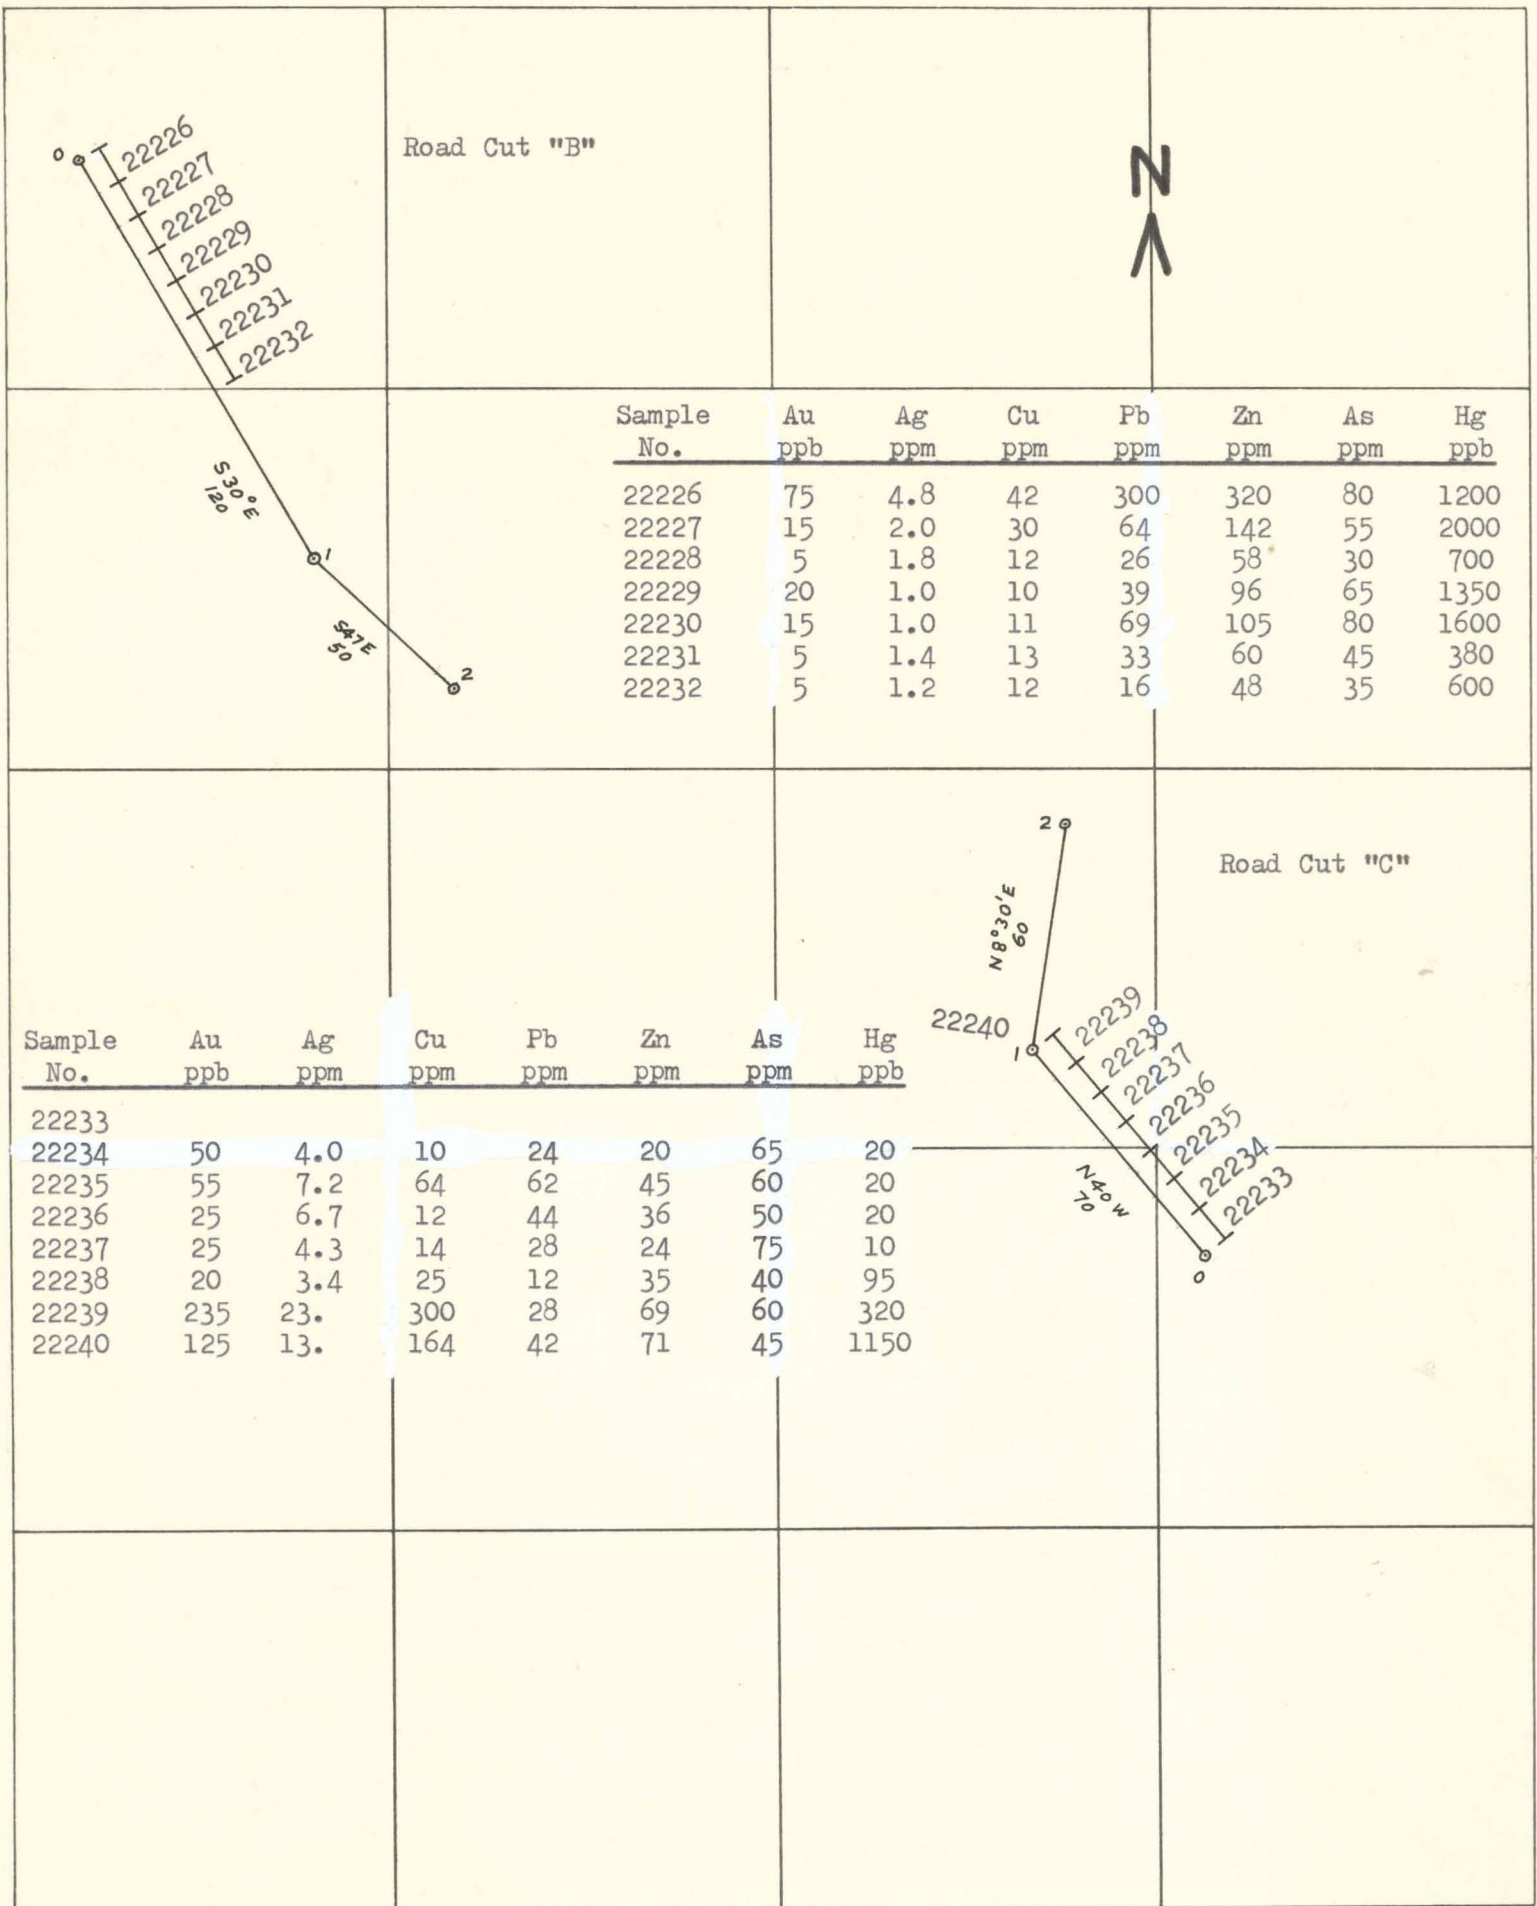 Road Cut "B"
N
0
22226
22227
22228
22229
22230
22231
22232
S30°E
120
1
S47E
50
2
Sample Au Ag Cu Pb Zn As Hg
No. ppb ppm ppm ppm ppm ppm ppb
22226 75 4.8 42 300 320 80 1200
22227 15 2.0 30 64 142 55 2000
22228 5 1.8 12 26 58 30 700
22229 20 1.0 10 39 96 65 1350
22230 15 1.0 11 69 105 80 1600
22231 5 1.4 13 33 60 45 380
22232 5 1.2 12 16 48 35 600
Road Cut "C"
2
N8°30'E
60
22240
1
22239
22238
22237
22236
22235
22234
22233
N40W
70
0
Sample Au Ag Cu Pb Zn As Hg
No. ppb ppm ppm ppm ppm ppm ppb
22233
22234 50 4.0 10 24 20 65 20
22235 55 7.2 64 62 45 60 20
22236 25 6.7 12 44 36 50 20
22237 25 4.3 14 28 24 75 10
22238 20 3.4 25 12 35 40 95
22239 235 23. 300 28 69 60 320
22240 125 13. 164 42 71 45 1150